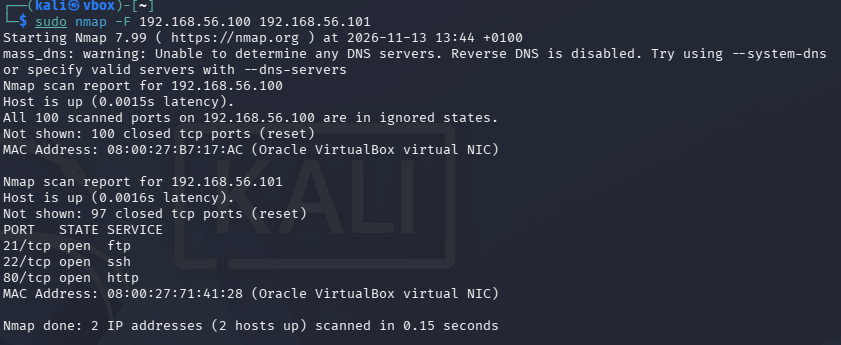 ┌──(kali㉿vbox)-[~]
└─$ sudo nmap -F 192.168.56.100 192.168.56.101
Starting Nmap 7.99 ( https://nmap.org ) at 2026-11-13 13:44 +0100
mass_dns: warning: Unable to determine any DNS servers. Reverse DNS is disabled. Try using --system-dns
or specify valid servers with --dns-servers
Nmap scan report for 192.168.56.100
Host is up (0.0015s latency).
All 100 scanned ports on 192.168.56.100 are in ignored states.
Not shown: 100 closed tcp ports (reset)
MAC Address: 08:00:27:B7:17:AC (Oracle VirtualBox virtual NIC)
Nmap scan report for 192.168.56.101
Host is up (0.0016s latency).
Not shown: 97 closed tcp ports (reset)
PORT   STATE SERVICE
21/tcp open  ftp
22/tcp open  ssh
80/tcp open  http
MAC Address: 08:00:27:71:41:28 (Oracle VirtualBox virtual NIC)
Nmap done: 2 IP addresses (2 hosts up) scanned in 0.15 seconds
KALI